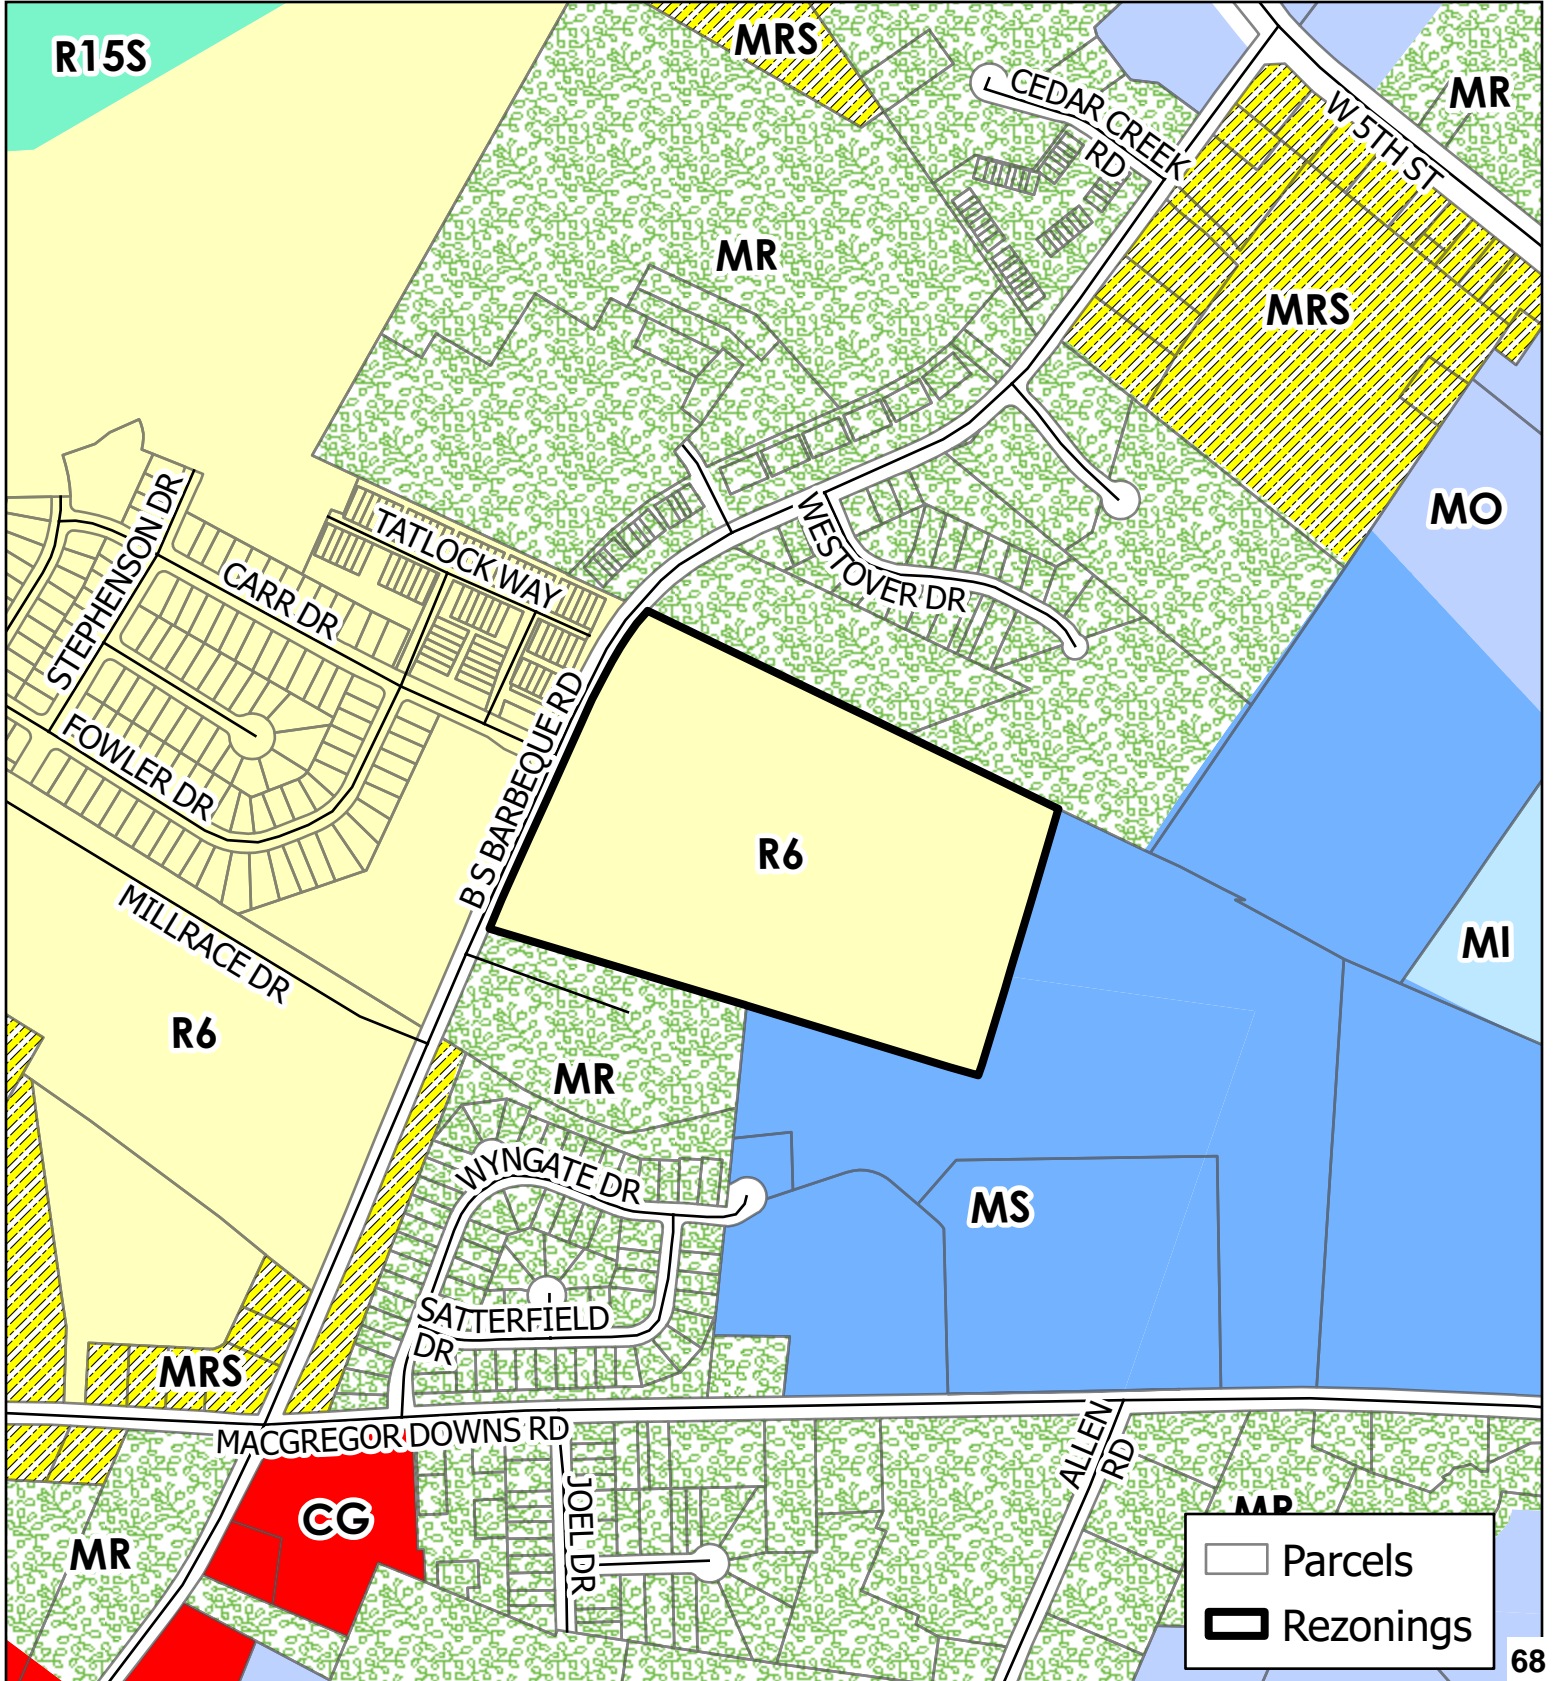 R15S
MRS
CEDAR CREEK
RD
MR
W 5TH ST
MR
MRS
MO
STEPHENSON DR
TATLOCK WAY
CARR DR
WESTOVER DR
FOWLER DR
B S BARBEQUE RD
R6
MILLRACE DR
MI
R6
MR
WYNGATE DR
MS
SATTERFIELD
DR
MRS
MACGREGOR DOWNS RD
ALLEN
RD
CG
JOEL DR
MR
MR
Parcels
Rezonings
68